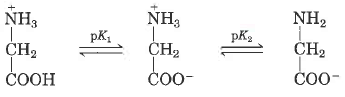 +NH₃ +NH₃ NH₂
pK₁ pK₂
CH₂ CH₂ CH₂
COOH COO⁻ COO⁻